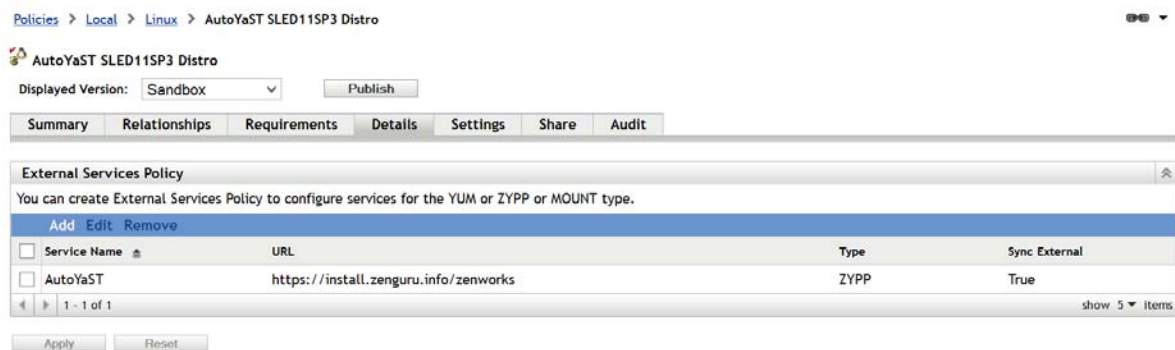 Policies > Local > Linux > AutoYaST SLED11SP3 Distro
AutoYaST SLED11SP3 Distro
Displayed Version: Sandbox Publish
Summary Relationships Requirements Details Settings Share Audit
External Services Policy
You can create External Services Policy to configure services for the YUM or ZYPP or MOUNT type.
Add Edit Remove
Service Name URL Type Sync External
AutoYaST https://install.zenguru.info/zenworks ZYPP True
1 - 1 of 1 show 5 items
Apply Reset